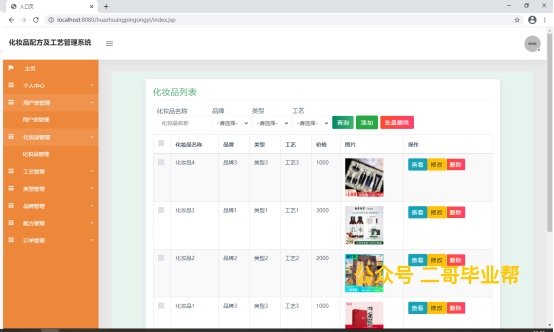 入口页
localhost:8080/huazhuangpingongyi/index.jsp
化妆品配方及工艺管理系统
主页
个人中心
用户表管理
用户表管理
化妆品管理
化妆品管理
工艺管理
类型管理
品牌管理
配方管理
订单管理
化妆品列表
化妆品名称 品牌 类型 工艺
化妆品名称 -请选择- -请选择- -请选择- 查询 添加 批量删除
化妆品名称 品牌 类型 工艺 价格 图片 操作
化妆品4 品牌3 类型3 工艺3 1000 查看 修改 删除
化妆品3 品牌1 类型1 工艺1 3000 查看 修改 删除
化妆品2 品牌2 类型2 工艺2 2000 查看 修改 删除
化妆品1 品牌3 类型3 工艺3 1000 查看 修改 删除
公众号 二哥毕业帮